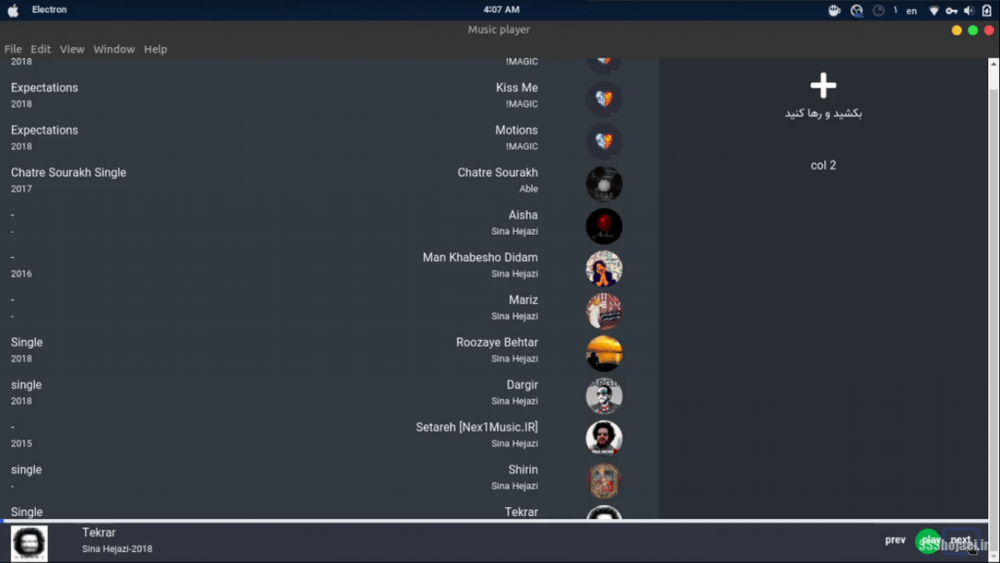 Electron
4:07 AM
1 en
Music player
File Edit View Window Help
2018 !MAGIC
Expectations Kiss Me
2018 !MAGIC
Expectations Motions
2018 !MAGIC
Chatre Sourakh Single Chatre Sourakh
2017 Able
- Aisha
- Sina Hejazi
- Man Khabesho Didam
2016 Sina Hejazi
- Mariz
- Sina Hejazi
Single Roozaye Behtar
2018 Sina Hejazi
single Dargir
2018 Sina Hejazi
- Setareh [Nex1Music.IR]
2015 Sina Hejazi
single Shirin
- Sina Hejazi
Single Tekrar
بکشید و رها کنید
col 2
Tekrar
Sina Hejazi-2018
prev play next